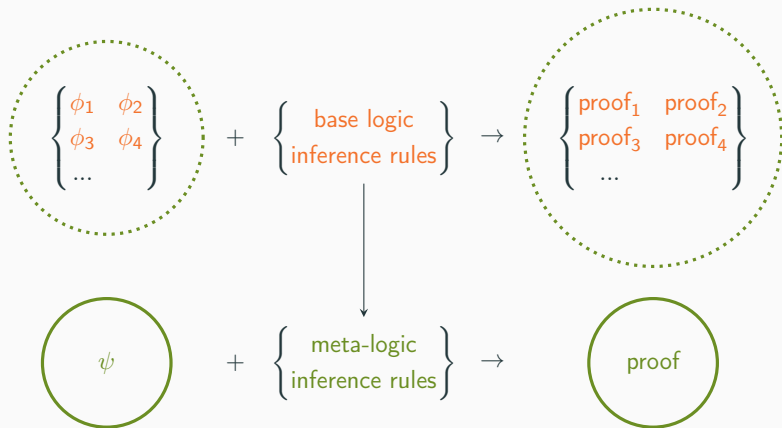 {ϕ₁ ϕ₂
ϕ₃ ϕ₄
...}
+
{base logic
inference rules}
→
{proof₁ proof₂
proof₃ proof₄
...}
ψ
+
{meta-logic
inference rules}
→
proof